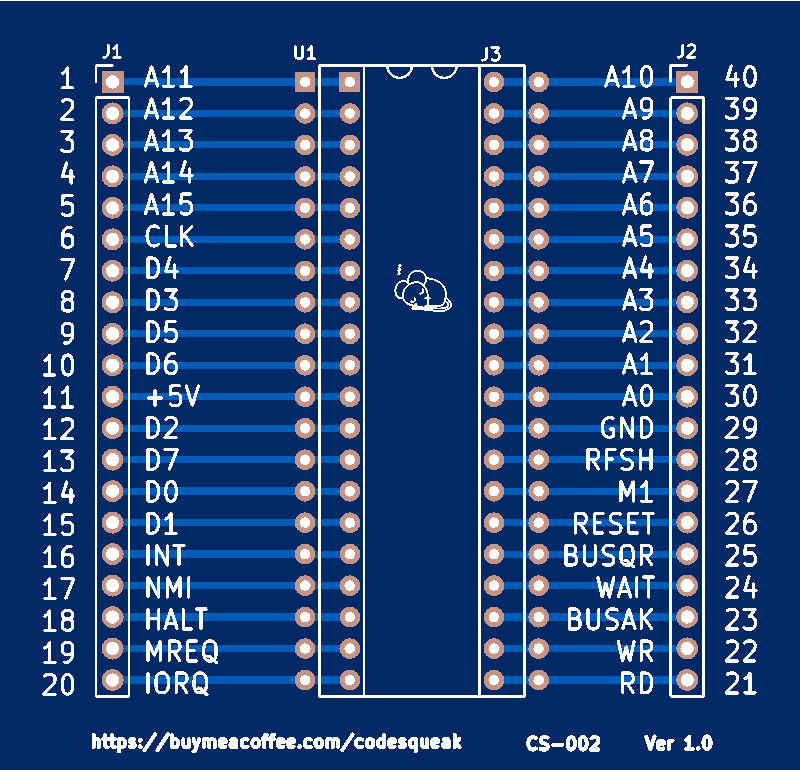 J1 U1 J3 J2
1 A11 A10 40
2 A12 A9 39
3 A13 A8 38
4 A14 A7 37
5 A15 A6 36
6 CLK A5 35
7 D4 A4 34
8 D3 A3 33
9 D5 A2 32
10 D6 A1 31
11 +5V A0 30
12 D2 GND 29
13 D7 RFSH 28
14 D0 M1 27
15 D1 RESET 26
16 INT BUSQR 25
17 NMI WAIT 24
18 HALT BUSAK 23
19 MREQ WR 22
20 IORQ RD 21
https://buymeacoffee.com/codesqueak CS-002 Ver 1.0